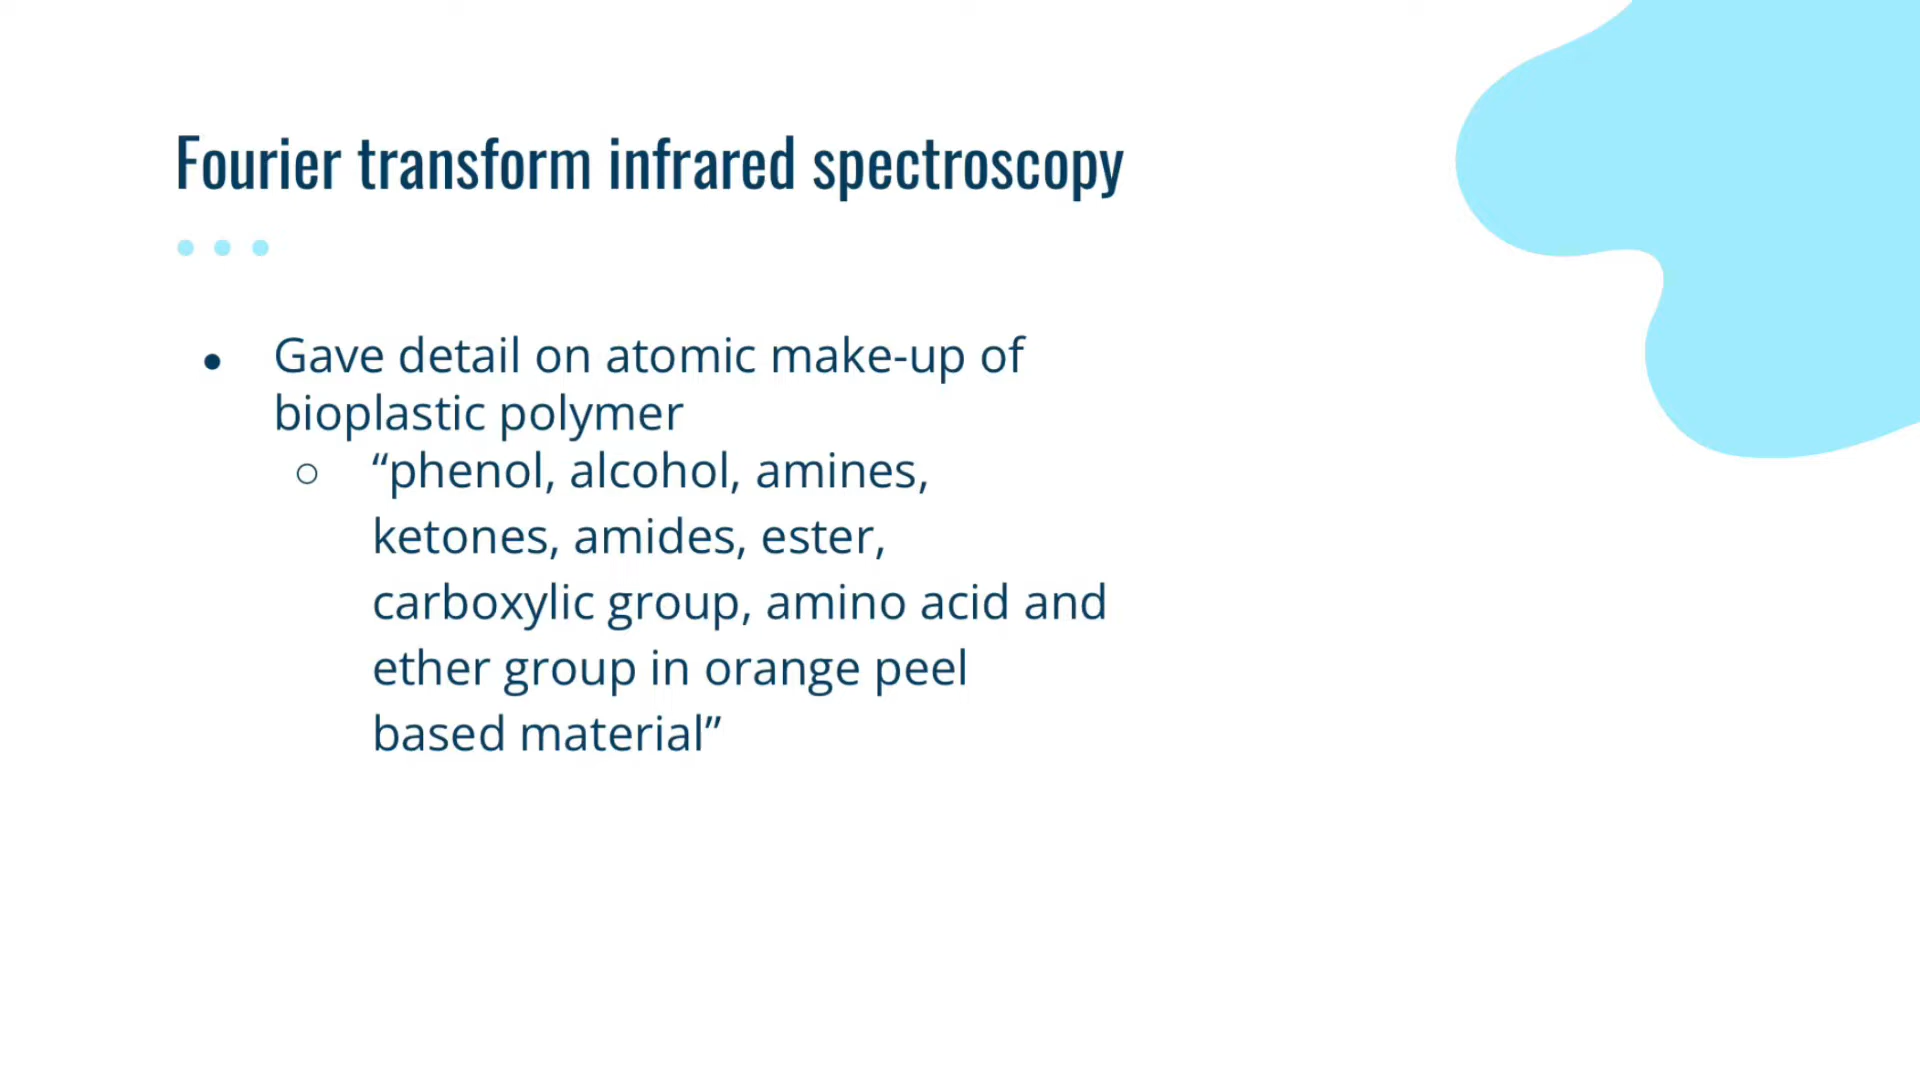 Fourier transform infrared spectroscopy
● Gave detail on atomic make-up of
bioplastic polymer
○ “phenol, alcohol, amines,
ketones, amides, ester,
carboxylic group, amino acid and
ether group in orange peel
based material”